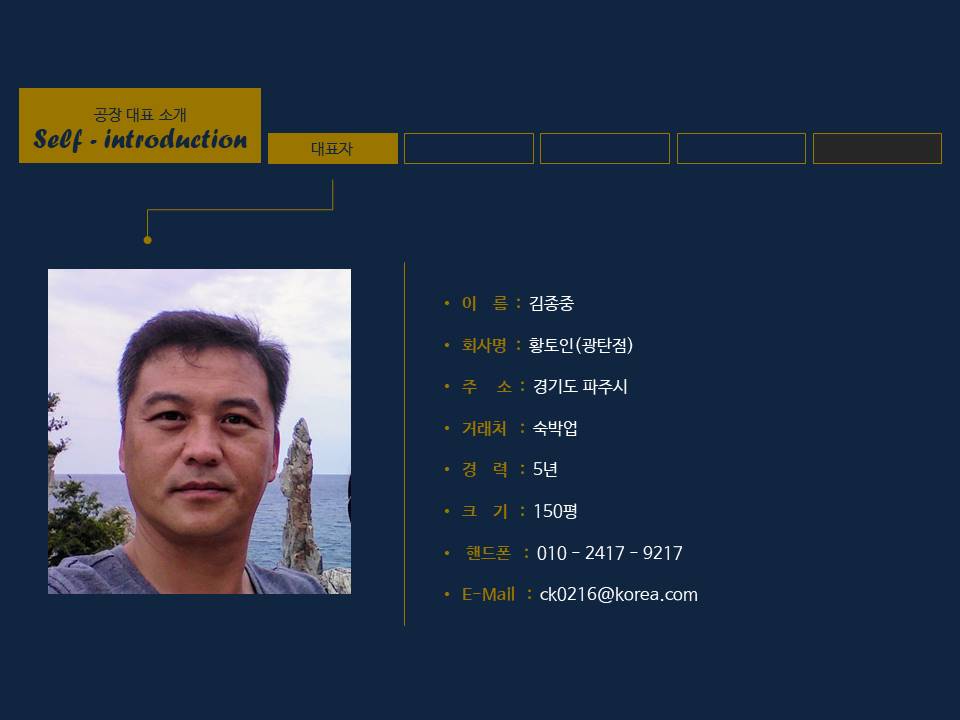 공장 대표 소개
Self - introduction
대표자
• 이 름 : 김종중
• 회사명 : 황토인(광탄점)
• 주 소 : 경기도 파주시
• 거래처 : 숙박업
• 경 력 : 5년
• 크 기 : 150평
• 핸드폰 : 010 - 2417 - 9217
• E-Mail : ck0216@korea.com